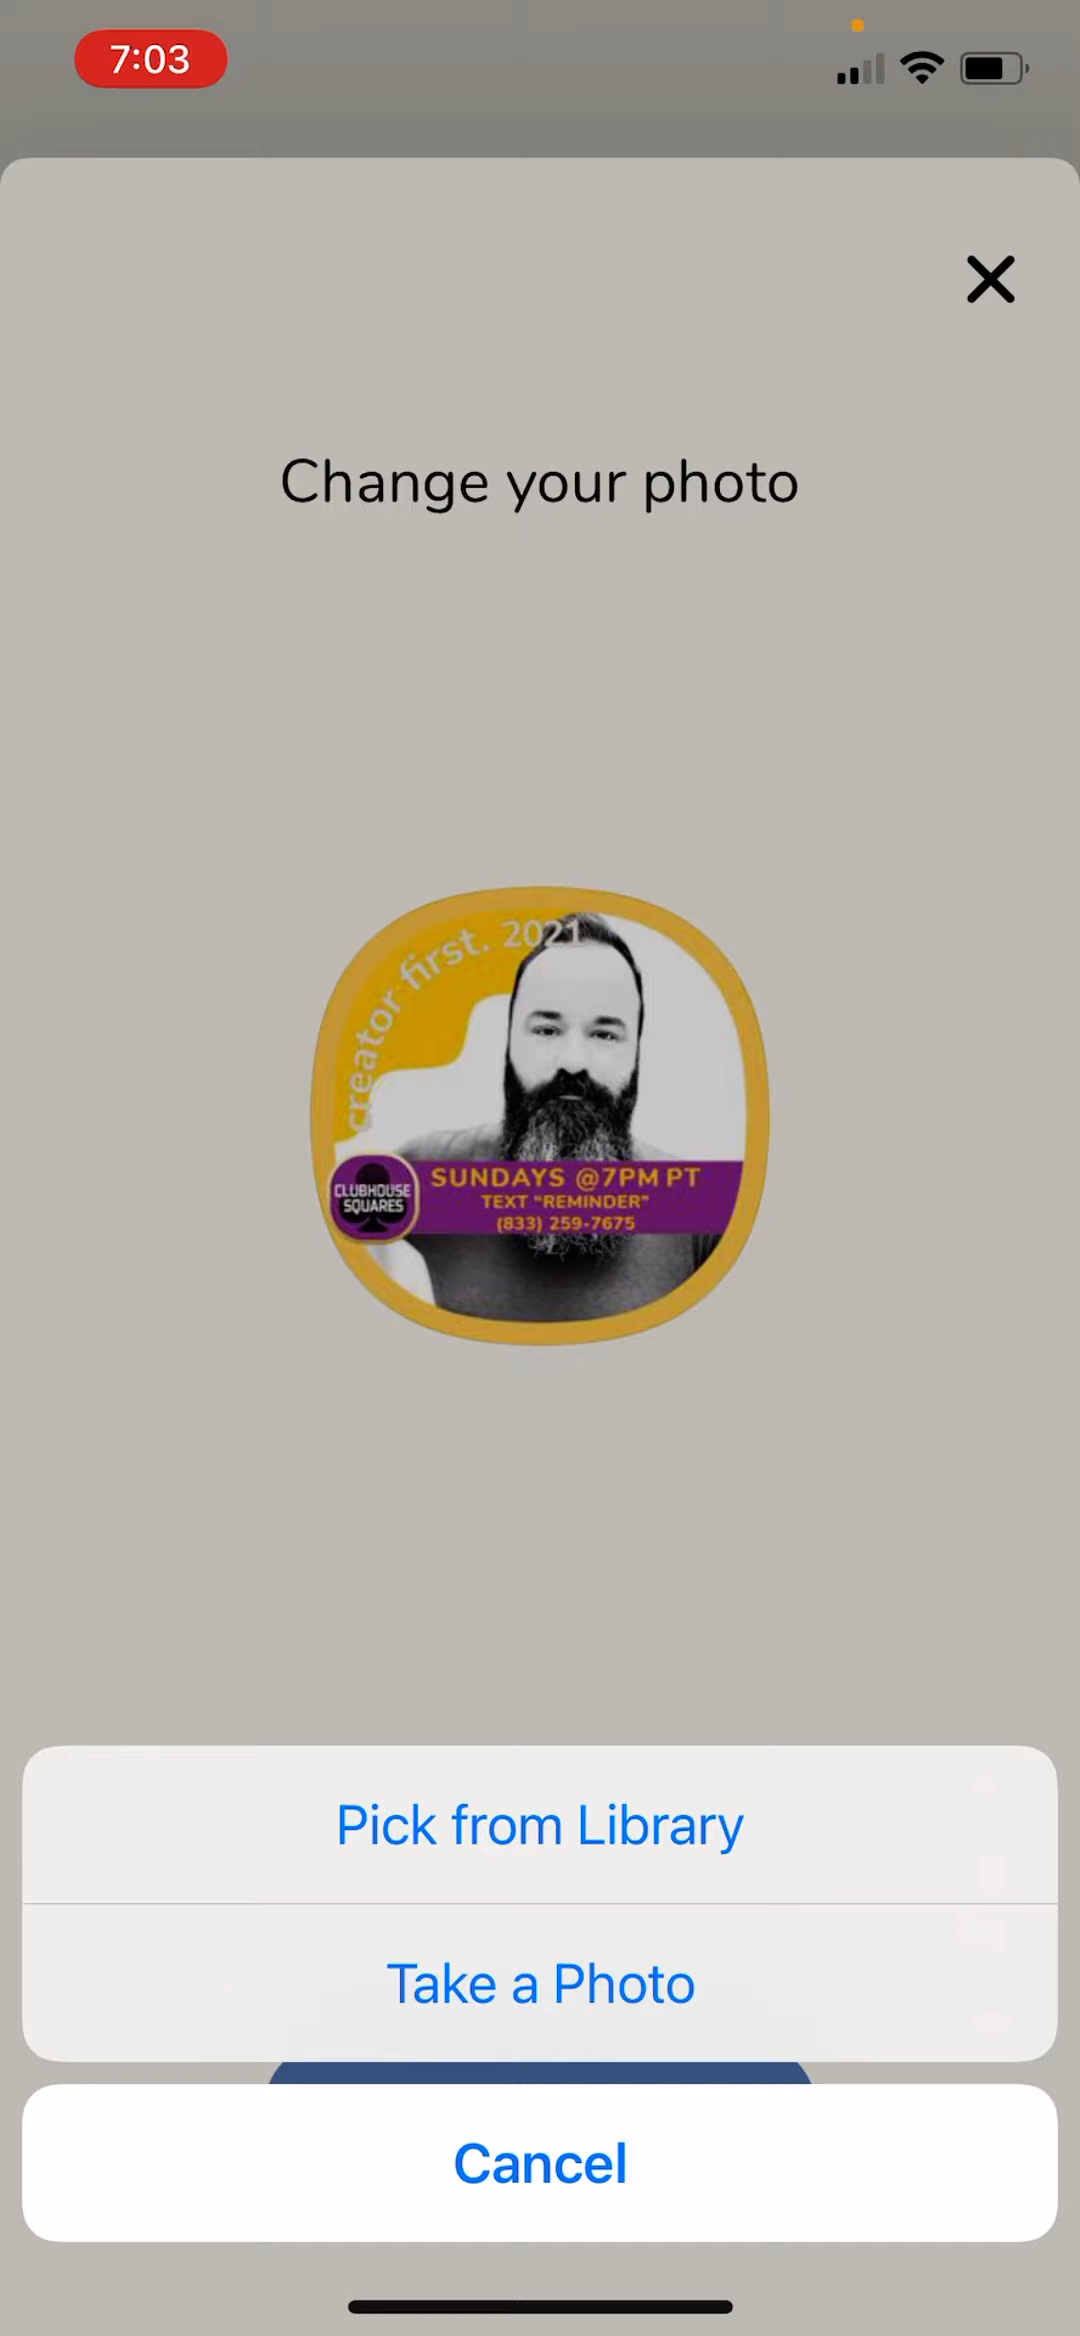 7:03
Change your photo
creator first. 2021
CLUBHOUSE
SQUARES
SUNDAYS @7PM PT
TEXT “REMINDER”
(833) 259-7675
Pick from Library
Take a Photo
Cancel